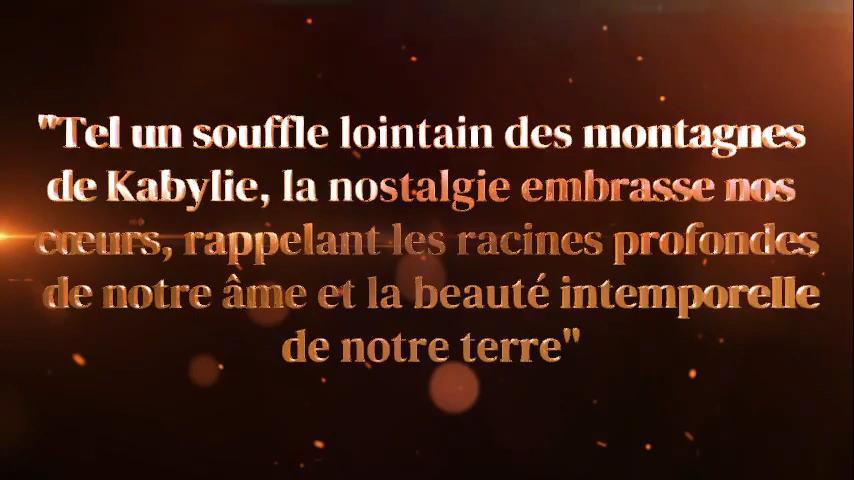 "Tel un souffle lointain des montagnes
de Kabylie, la nostalgie embrasse nos
cœurs, rappelant les racines profondes
de notre âme et la beauté intemporelle
de notre terre"